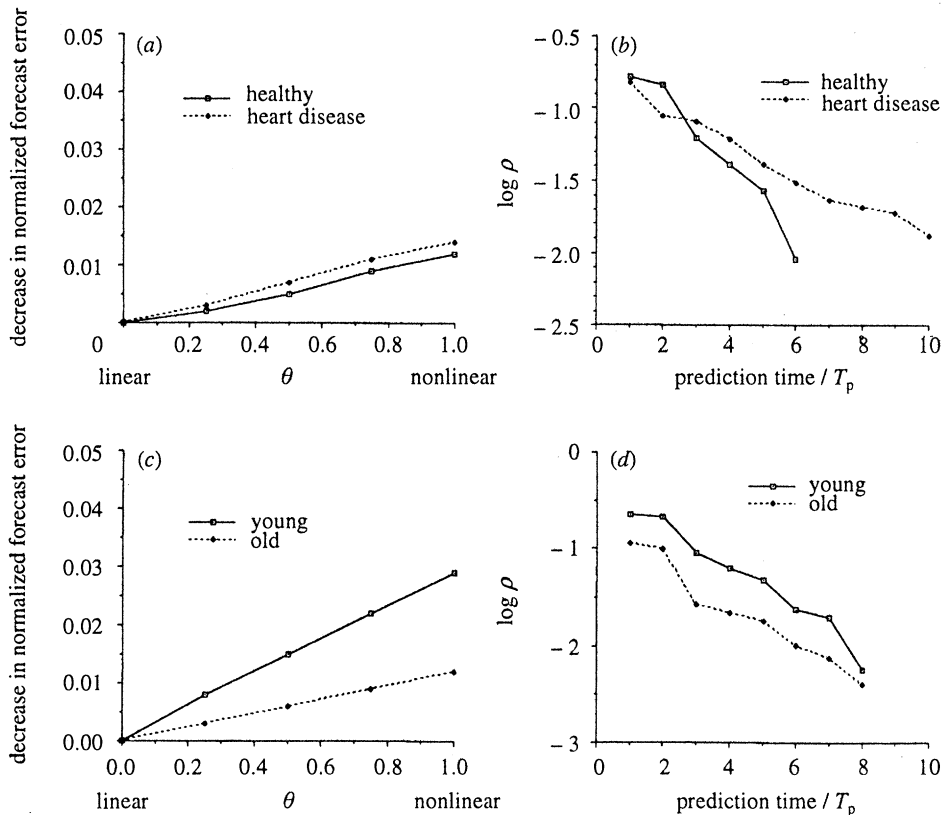 decrease in normalized forecast error
0.05
0.04
0.03
0.02
0.01
(a)
healthy
heart disease
0 0.2 0.4 0.6 0.8 1.0
linear θ nonlinear
log ρ
– 0.5
– 1.0
– 1.5
– 2.0
– 2.5
(b)
healthy
heart disease
0 2 4 6 8 10
prediction time / Tp
decrease in normalized forecast error
0.05
0.04
0.03
0.02
0.01
0.00
(c)
young
old
0.0 0.2 0.4 0.6 0.8 1.0
linear θ nonlinear
log ρ
0
– 1
– 2
– 3
(d)
young
old
0 2 4 6 8 10
prediction time / Tp